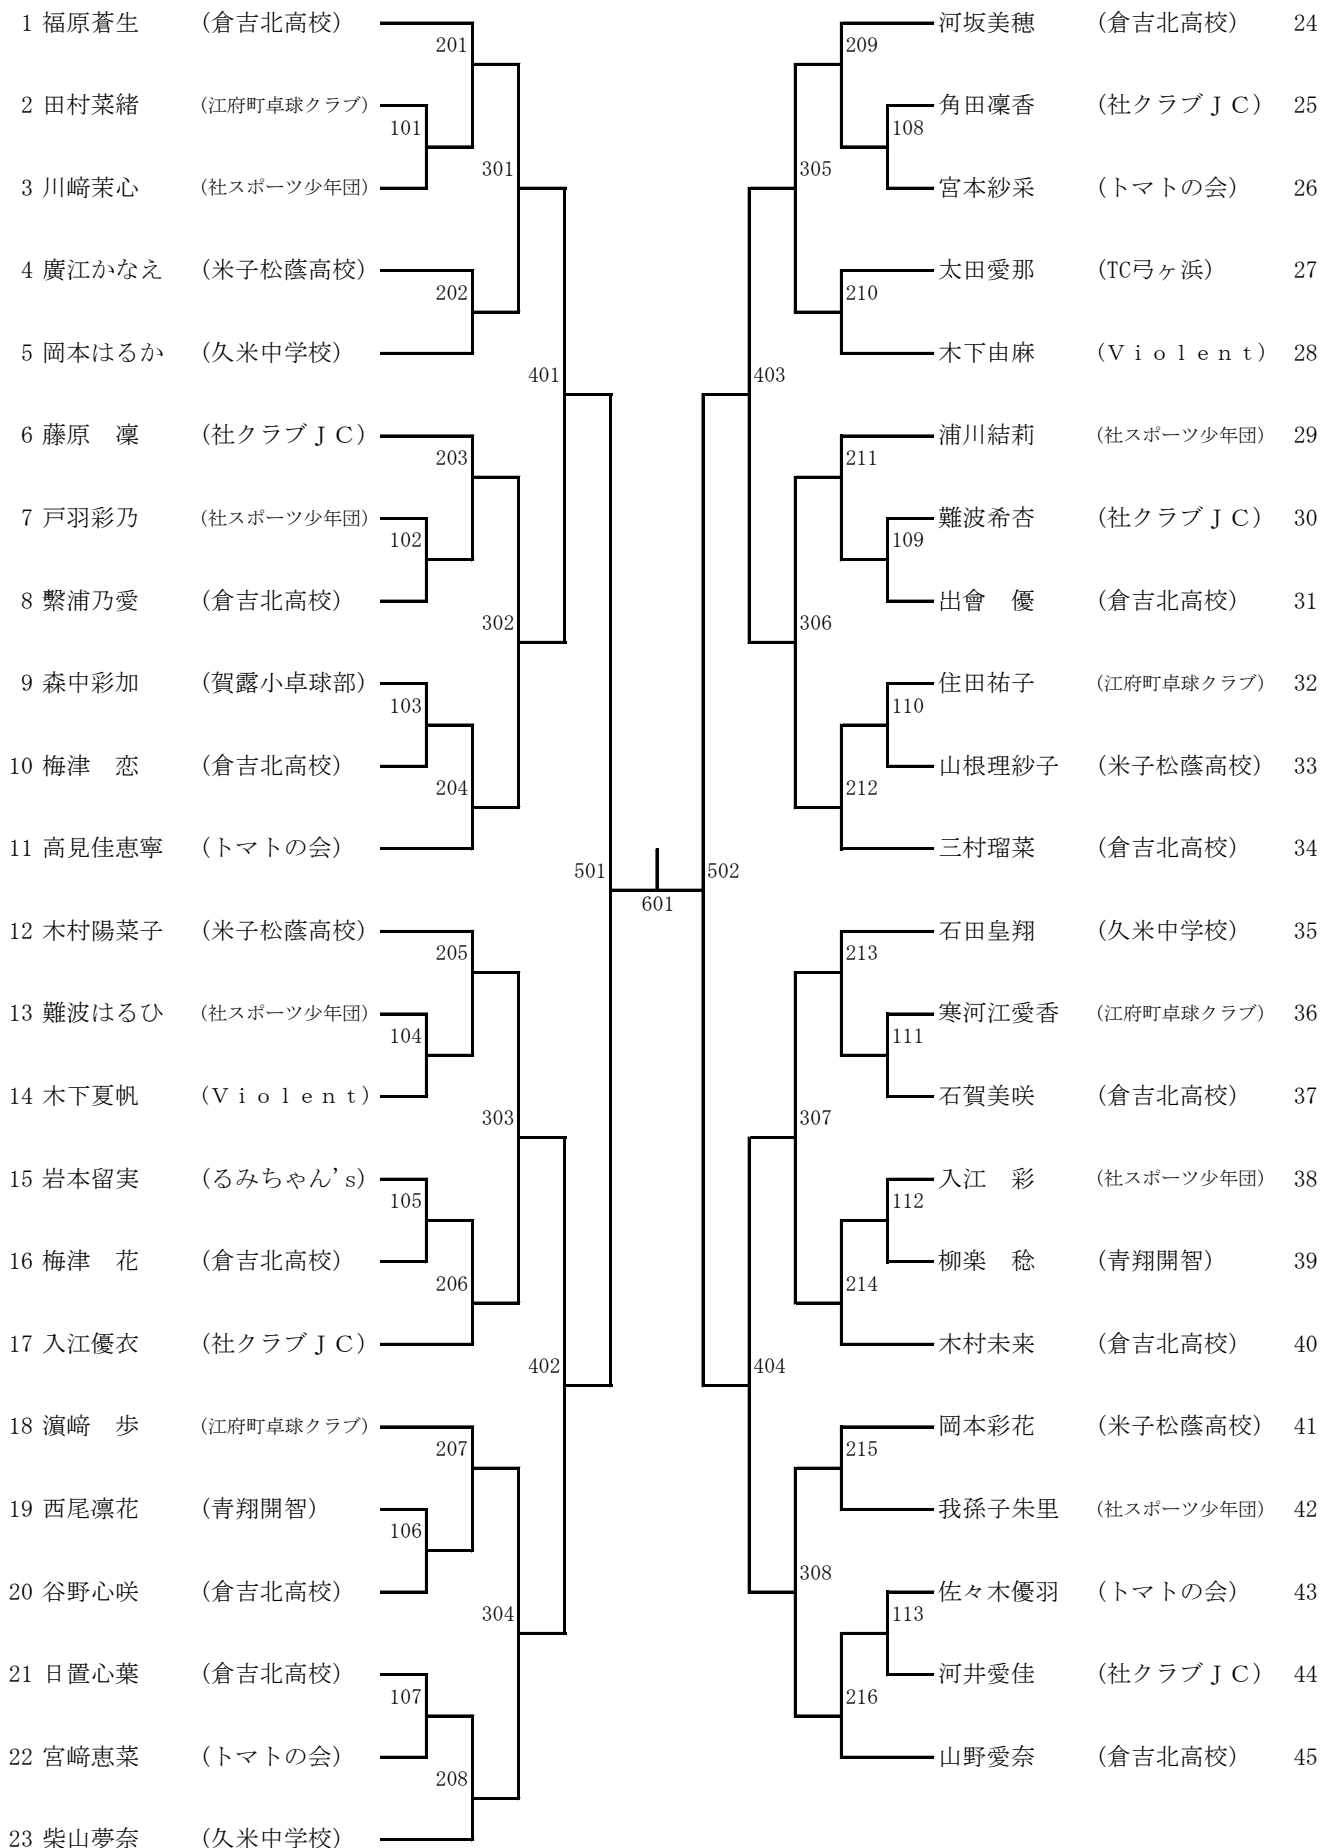 1 福原蒼生 （倉吉北高校） 201
2 田村菜緒 （江府町卓球クラブ） 101
3 川﨑茉心 （社スポーツ少年団） 301
4 廣江かなえ （米子松蔭高校） 202
5 岡本はるか （久米中学校） 401
6 藤原　凜 （社クラブＪＣ） 203
7 戸羽彩乃 （社スポーツ少年団） 102
8 繫浦乃愛 （倉吉北高校） 302
9 森中彩加 （賀露小卓球部） 103
10 梅津　恋 （倉吉北高校） 204
11 高見佳恵寧 （トマトの会） 501
12 木村陽菜子 （米子松蔭高校） 205
13 難波はるひ （社スポーツ少年団） 104
14 木下夏帆 （Ｖｉｏｌｅｎｔ） 303
15 岩本留実 （るみちゃん’s） 105
16 梅津　花 （倉吉北高校） 206
17 入江優衣 （社クラブＪＣ） 402
18 濵﨑　歩 （江府町卓球クラブ） 207
19 西尾凛花 （青翔開智） 106
20 谷野心咲 （倉吉北高校） 304
21 日置心葉 （倉吉北高校） 107
22 宮﨑恵菜 （トマトの会） 208
23 柴山夢奈 （久米中学校）
601
209 河坂美穂 （倉吉北高校） 24
108 角田凜香 （社クラブＪＣ） 25
305 宮本紗采 （トマトの会） 26
210 太田愛那 （TC弓ヶ浜） 27
403 木下由麻 （Ｖｉｏｌｅｎｔ） 28
211 浦川結莉 （社スポーツ少年団） 29
109 難波希杏 （社クラブＪＣ） 30
306 出會　優 （倉吉北高校） 31
110 住田祐子 （江府町卓球クラブ） 32
212 山根理紗子 （米子松蔭高校） 33
502 三村瑠菜 （倉吉北高校） 34
213 石田皇翔 （久米中学校） 35
111 寒河江愛香 （江府町卓球クラブ） 36
307 石賀美咲 （倉吉北高校） 37
112 入江　彩 （社スポーツ少年団） 38
214 柳楽　稔 （青翔開智） 39
404 木村未来 （倉吉北高校） 40
215 岡本彩花 （米子松蔭高校） 41
我孫子朱里 （社スポーツ少年団） 42
308 佐々木優羽 （トマトの会） 43
113 河井愛佳 （社クラブＪＣ） 44
216 山野愛奈 （倉吉北高校） 45